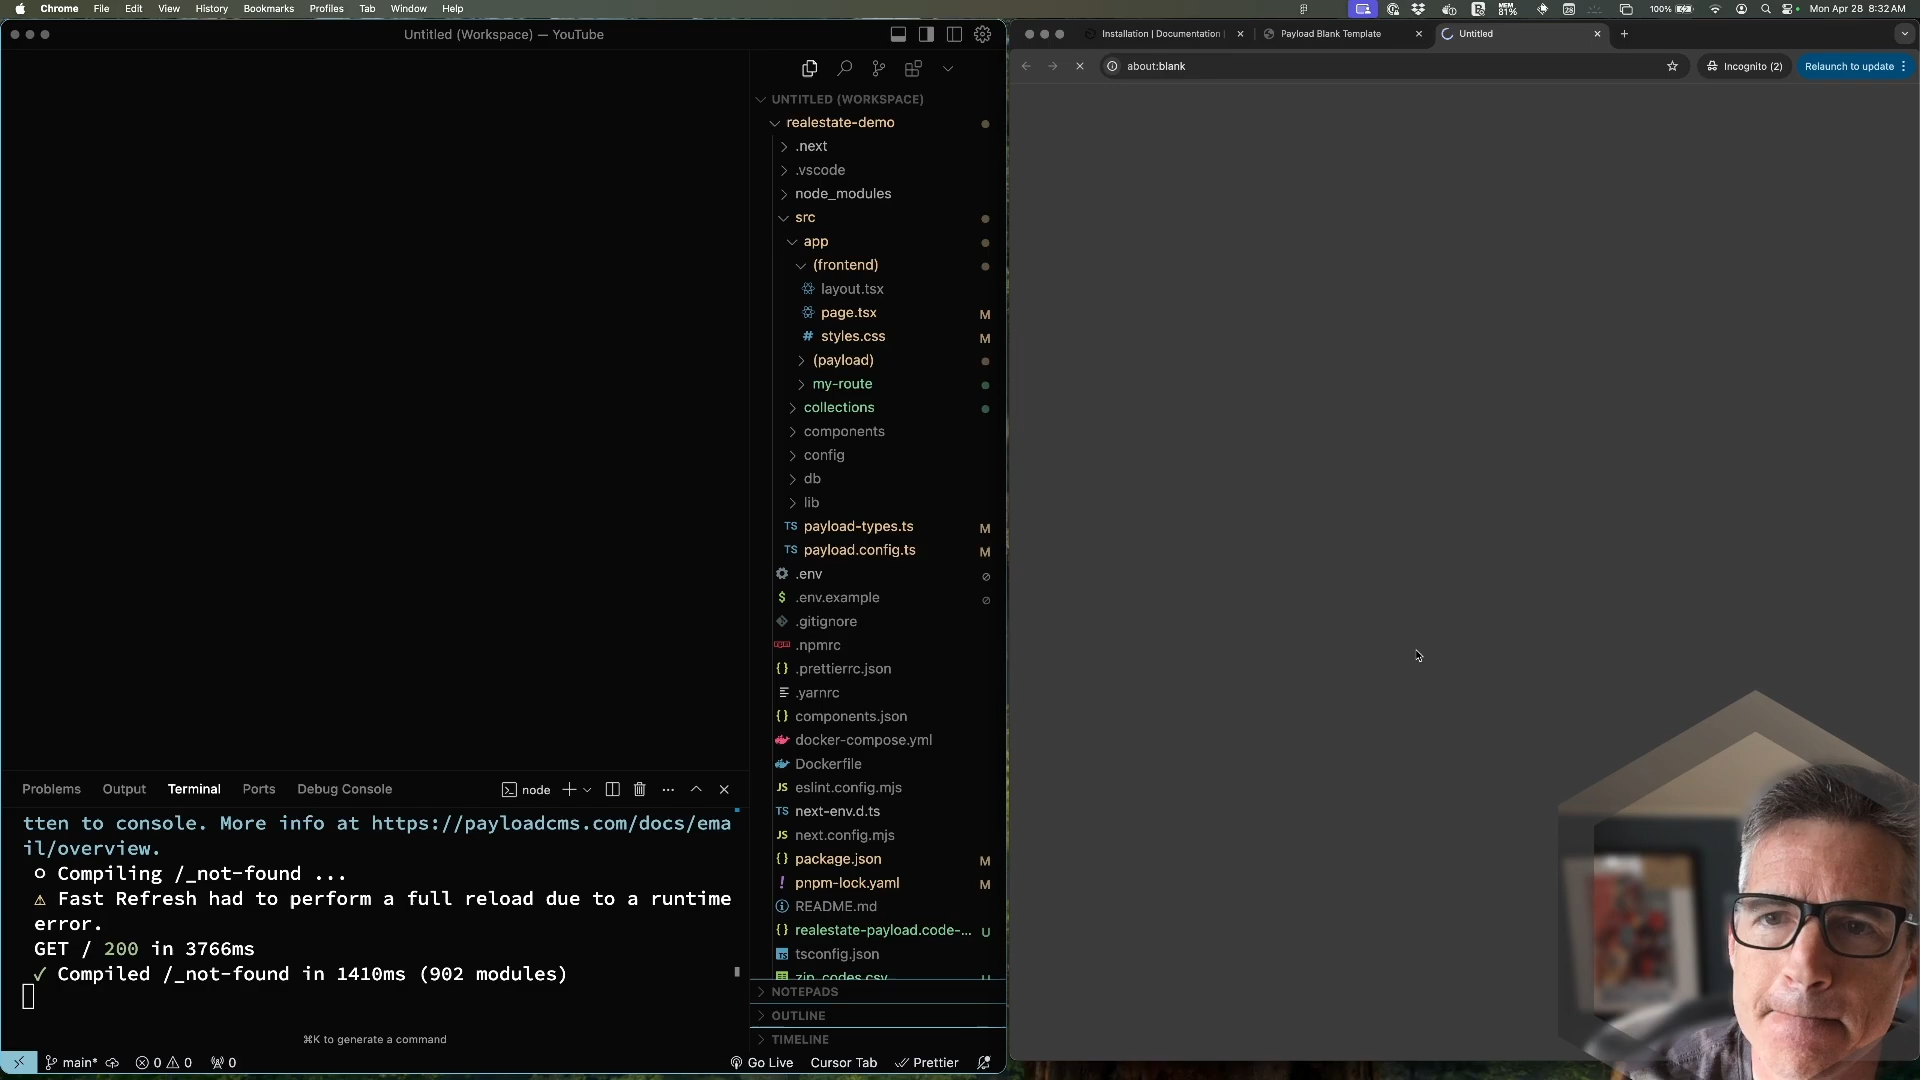 Chrome File Edit View History Bookmarks Profiles Tab Window Help
MEM 81% 28 100% Mon Apr 28 8:32 AM
Untitled (Workspace) — YouTube
UNTITLED (WORKSPACE)
realestate-demo
.next
.vscode
node_modules
src
app
(frontend)
layout.tsx
page.tsx M
# styles.css M
(payload)
my-route
collections
components
config
db
lib
TS payload-types.ts M
TS payload.config.ts M
.env
$ .env.example
.gitignore
.npmrc
{} .prettierrc.json
.yarnrc
{} components.json
docker-compose.yml
Dockerfile
JS eslint.config.mjs
TS next-env.d.ts
JS next.config.mjs
{} package.json M
! pnpm-lock.yaml M
README.md
{} realestate-payload.code-... U
tsconfig.json
zip_codes.csv U
NOTEPADS
OUTLINE
TIMELINE
Problems Output Terminal Ports Debug Console node
tten to console. More info at https://payloadcms.com/docs/ema
il/overview.
○ Compiling /_not-found ...
⚠ Fast Refresh had to perform a full reload due to a runtime
error.
GET / 200 in 3766ms
✓ Compiled /_not-found in 1410ms (902 modules)
⌘K to generate a command
main* 0 0 0 Go Live Cursor Tab Prettier
Installation | Documentation Payload Blank Template Untitled
about:blank Incognito (2) Relaunch to update